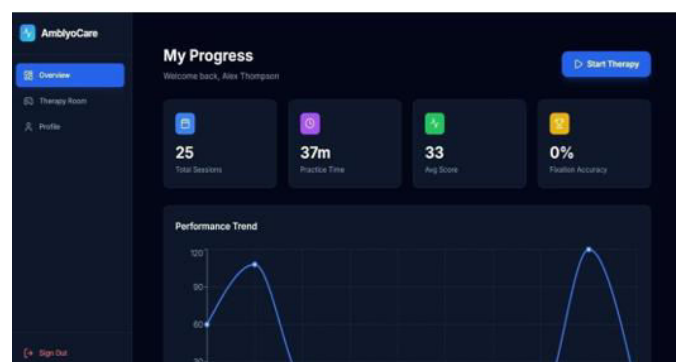 AmblyoCare
Overview
Therapy Room
Profile
Sign Out
My Progress
Welcome back, Alex Thompson
Start Therapy
25
Total Sessions
37m
Practice Time
33
Avg Score
0%
Fixation Accuracy
Performance Trend
120
90
60
30